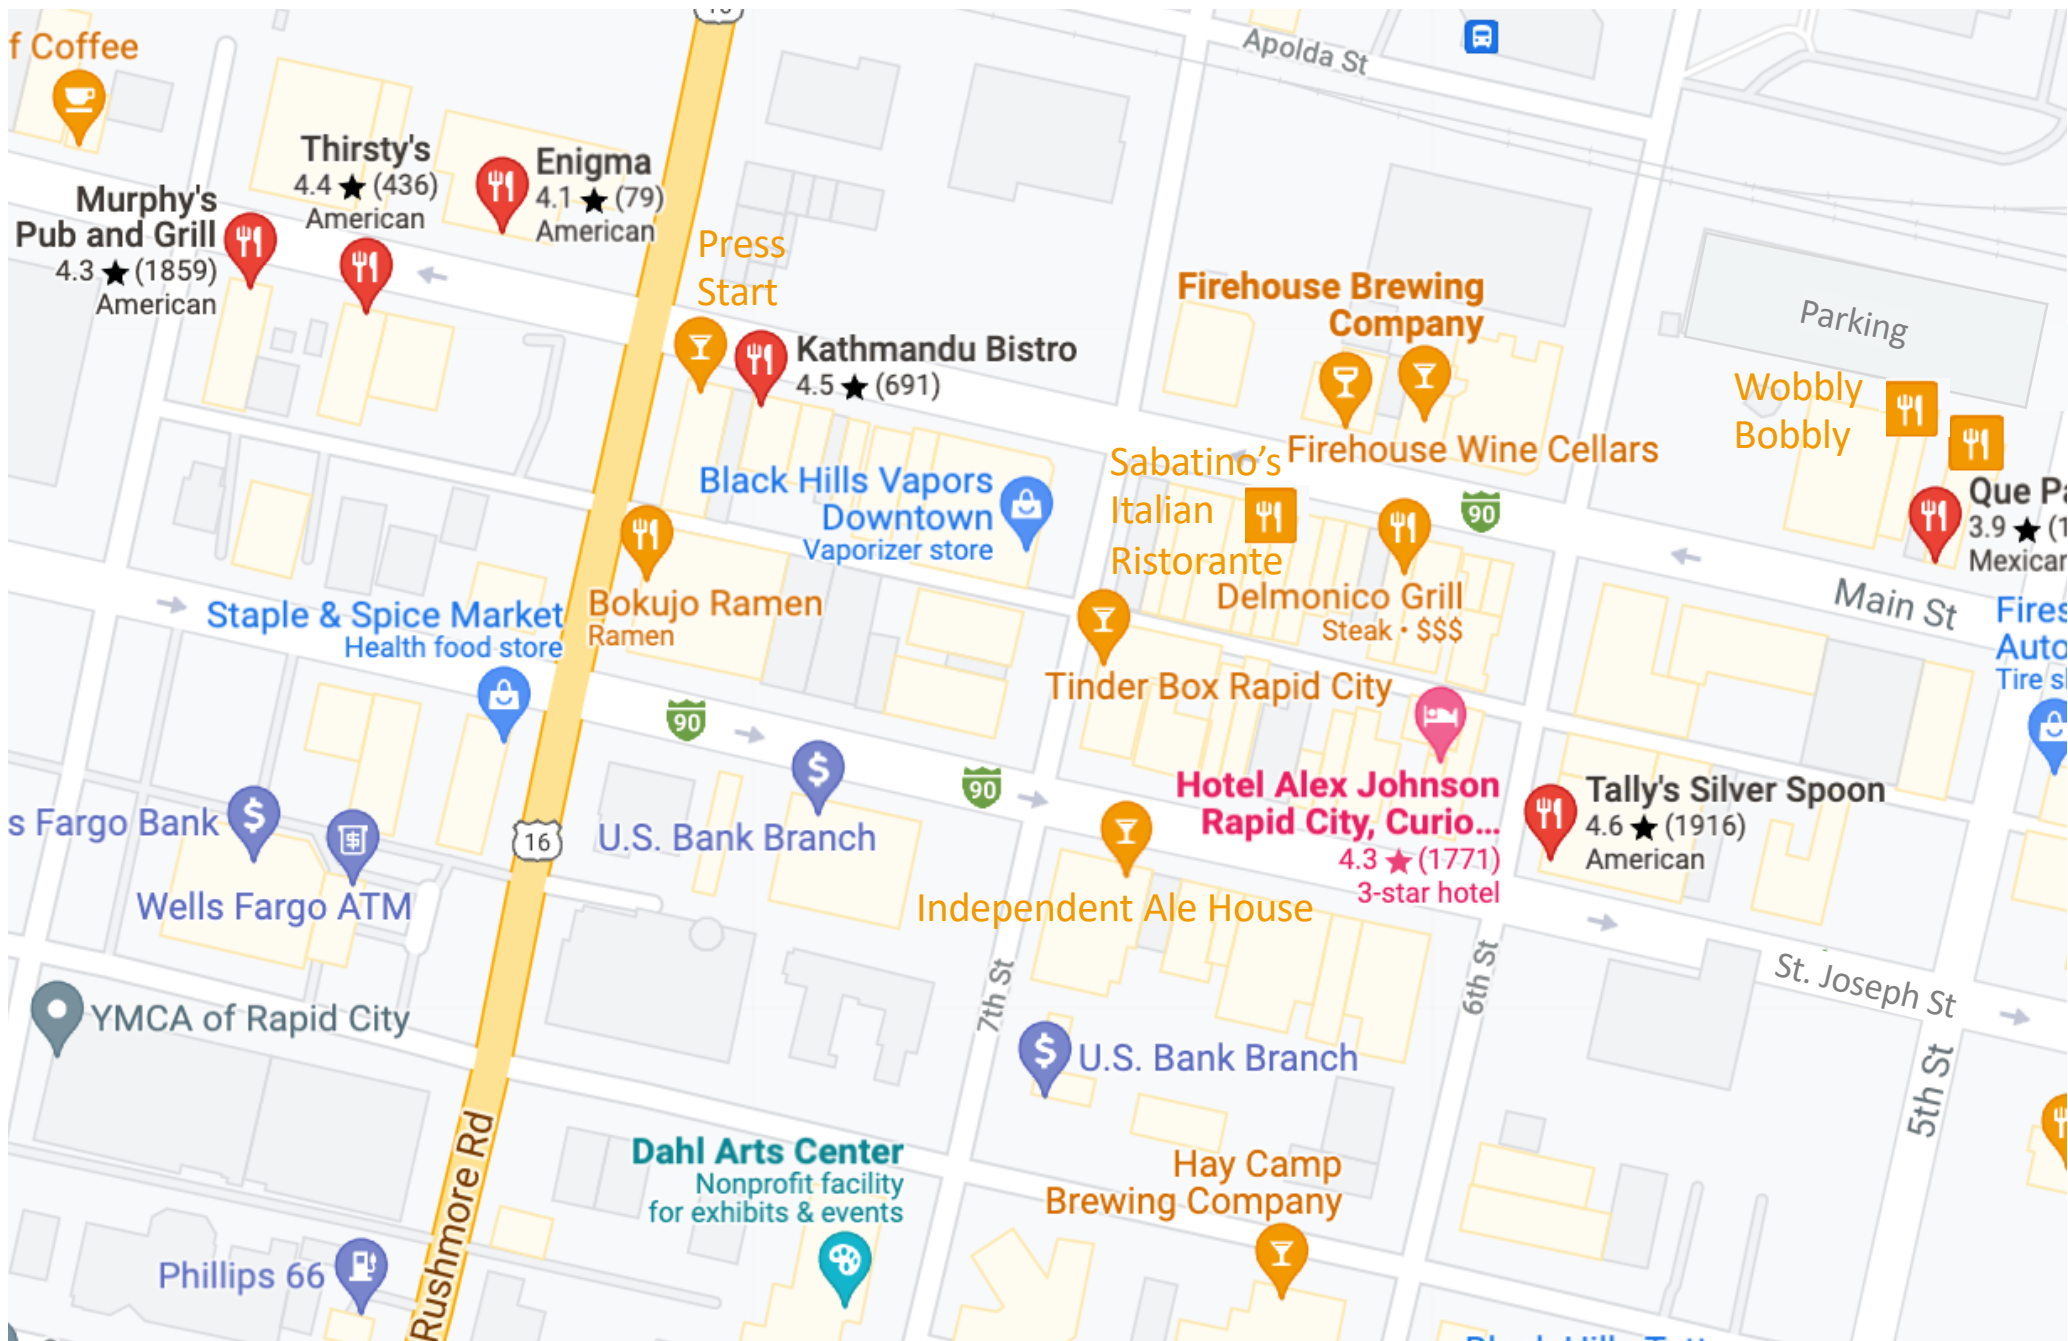 f Coffee
Apolda St
Thirsty's
4.4 ★ (436)
American
Enigma
4.1 ★ (79)
American
Murphy's
Pub and Grill
4.3 ★ (1859)
American
Press
Start
Kathmandu Bistro
4.5 ★ (691)
Firehouse Brewing
Company
Firehouse Wine Cellars
Parking
Wobbly
Bobbly
Sabatino's
Italian
Ristorante
Black Hills Vapors
Downtown
Vaporizer store
90
Que Pa
3.9 ★ (1
Mexican
Main St
Delmonico Grill
Steak • $$$
Staple & Spice Market
Health food store
Bokujo Ramen
Ramen
Fires
Auto
Tire s
Tinder Box Rapid City
90
90
Hotel Alex Johnson
Rapid City, Curio...
4.3 ★ (1771)
3-star hotel
Tally's Silver Spoon
4.6 ★ (1916)
American
s Fargo Bank
16
U.S. Bank Branch
Wells Fargo ATM
Independent Ale House
7th St
6th St
St. Joseph St
YMCA of Rapid City
U.S. Bank Branch
5th St
Rushmore Rd
Dahl Arts Center
Nonprofit facility
for exhibits & events
Hay Camp
Brewing Company
Phillips 66